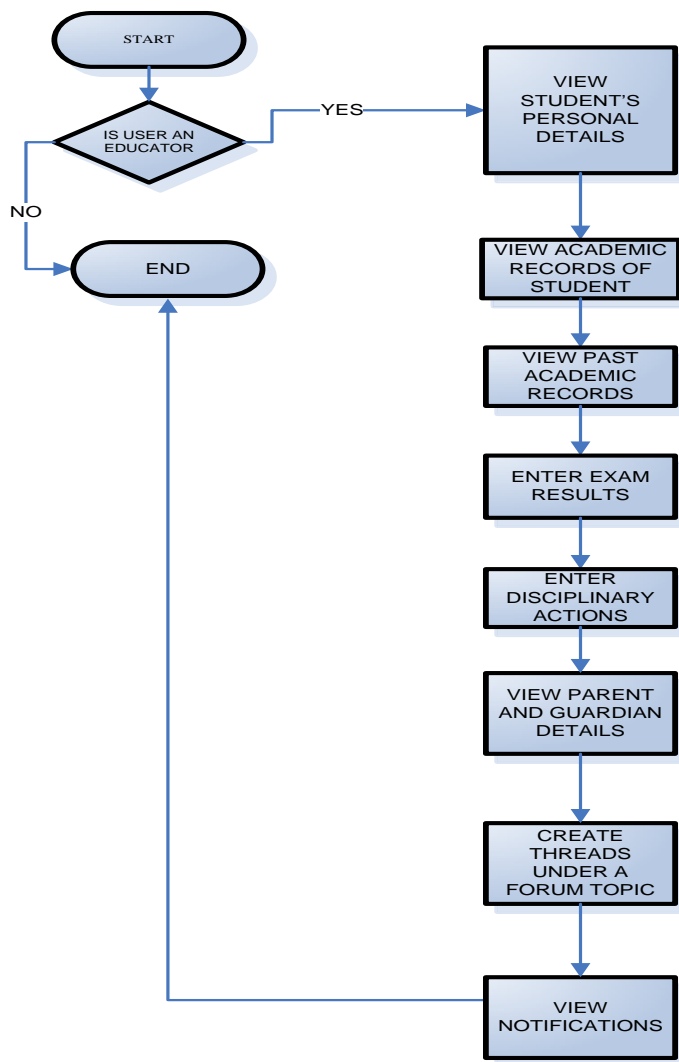 START
IS USER AN
EDUCATOR
YES
NO
END
VIEW
STUDENT’S
PERSONAL
DETAILS
VIEW ACADEMIC
RECORDS OF
STUDENT
VIEW PAST
ACADEMIC
RECORDS
ENTER EXAM
RESULTS
ENTER
DISCIPLINARY
ACTIONS
VIEW PARENT
AND GUARDIAN
DETAILS
CREATE
THREADS
UNDER A
FORUM TOPIC
VIEW
NOTIFICATIONS